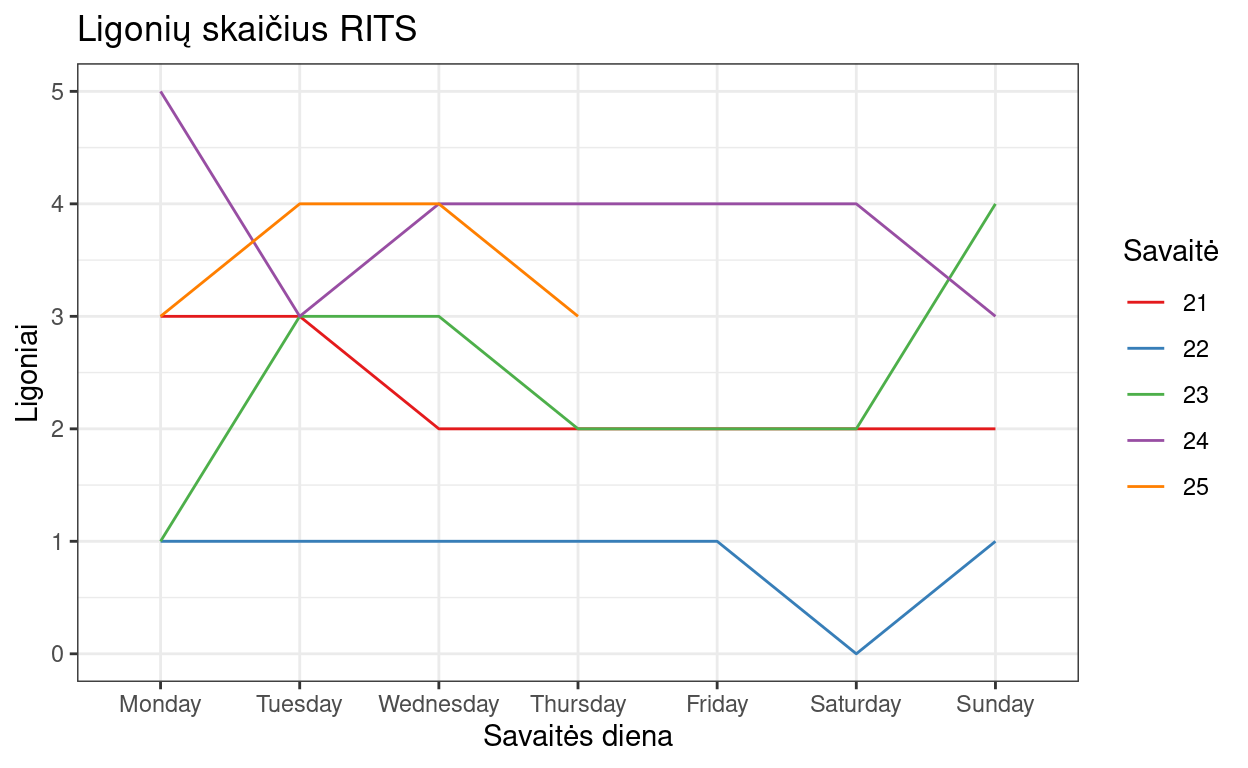 Ligonių skaičius RITS
5
4
3
2
1
0
Ligoniai
Monday Tuesday Wednesday Thursday Friday Saturday Sunday
Savaitės diena
Savaitė
21
22
23
24
25